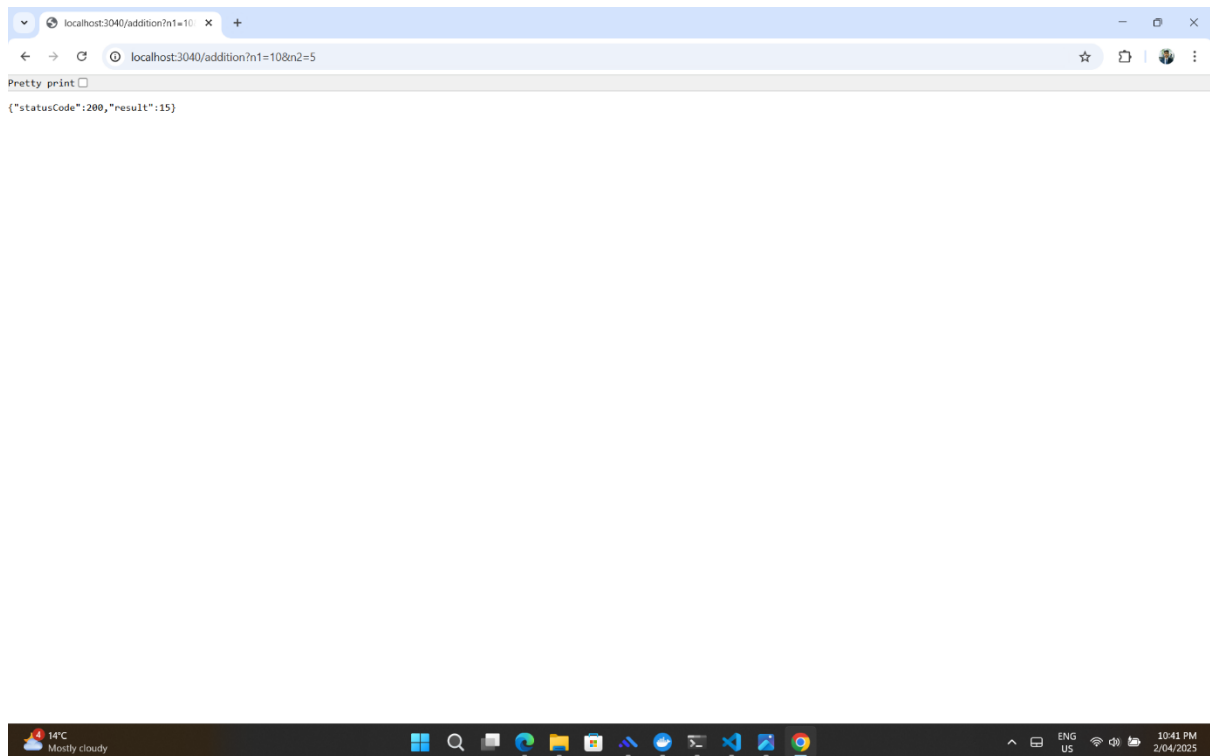 localhost:3040/addition?n1=10
localhost:3040/addition?n1=10&n2=5
Pretty print
{"statusCode":200,"result":15}
4
14°C
Mostly cloudy
ENG
US
10:41 PM
2/04/2025